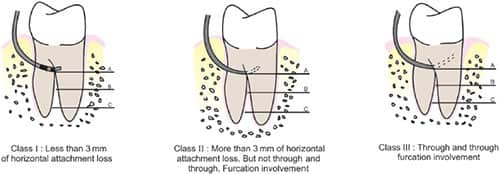 A
B
C
Class I : Less than 3 mm
of horizontal attachment loss
A
B
C
Class II : More than 3 mm of horizontal
attachment loss. But not through and
through. Furcation involvement
A
B
C
Class III : Through and through
furcation involvement